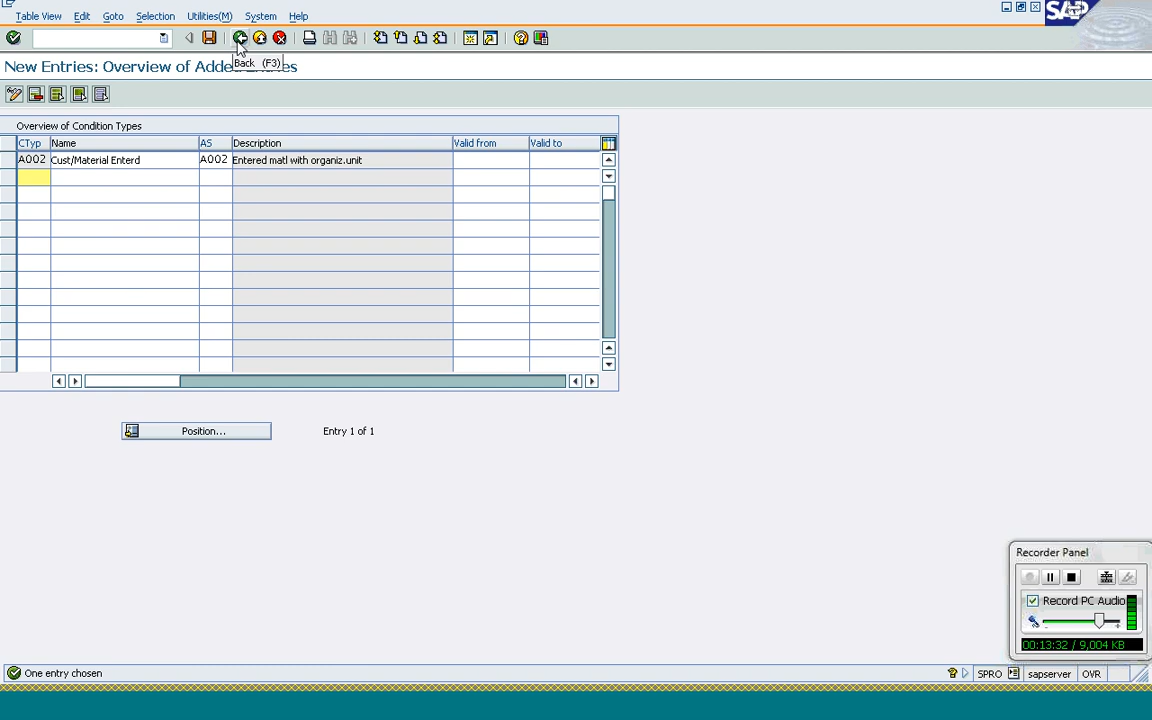 Table View Edit Goto Selection Utilities(M) System Help
SAP
Back (F3)
New Entries: Overview of Added Entries
Overview of Condition Types
CTyp Name AS Description Valid from Valid to
A002 Cust/Material Enterd A002 Entered matl with organiz.unit
Position... Entry 1 of 1
Recorder Panel
Record PC Audio
00:13:32 / 9,004 KB
One entry chosen
SPRO sapserver OVR